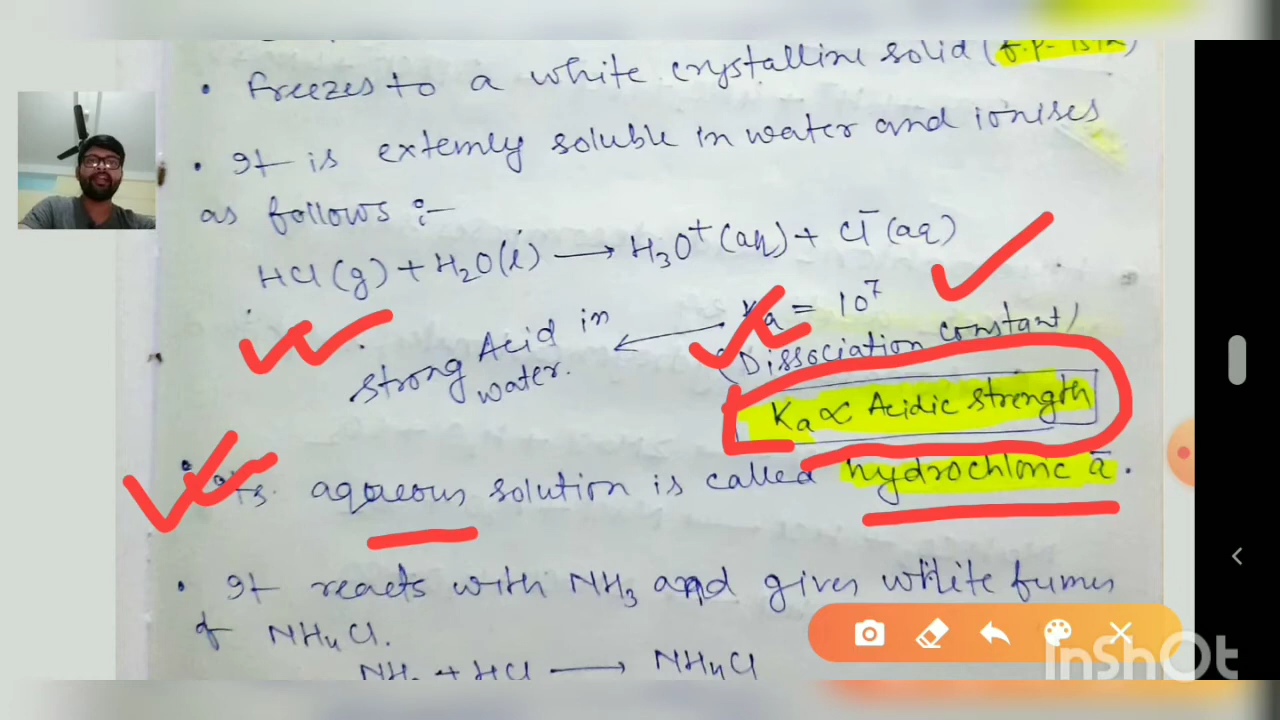 • Freezes to a white crystalline solid (f.p-
• It is extemly soluble in water and ionises
as follows :-
HCl(g) + H₂O(l) ⟶ H₃O⁺(aq) + Cl⁻(aq)
Ka = 10⁷
(Dissociation constant)
strong Acid in
water.
Ka ∝ Acidic strength
• Its aqueous solution is called hydrochloric ā.
• It reacts with NH₃ and gives white fumes
of NH₄Cl.
NH₃ + HCl ⟶ NH₄Cl
InShOt